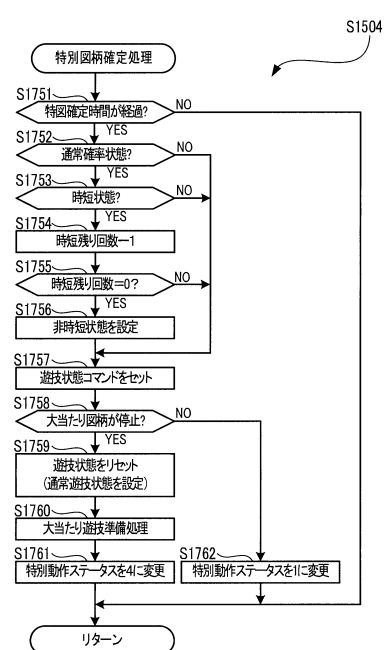 S1504
特別図柄確定処理
S1751
特図確定時間が経過?
NO
YES
S1752
通常確率状態?
NO
YES
S1753
時短状態?
NO
YES
S1754
時短残り回数ー1
S1755
時短残り回数=0?
NO
YES
S1756
非時短状態を設定
S1757
遊技状態コマンドをセット
S1758
大当たり図柄が停止?
NO
YES
S1759
遊技状態をリセット
(通常遊技状態を設定)
S1760
大当たり遊技準備処理
S1761
特別動作ステータスを4に変更
S1762
特別動作ステータスを1に変更
リターン